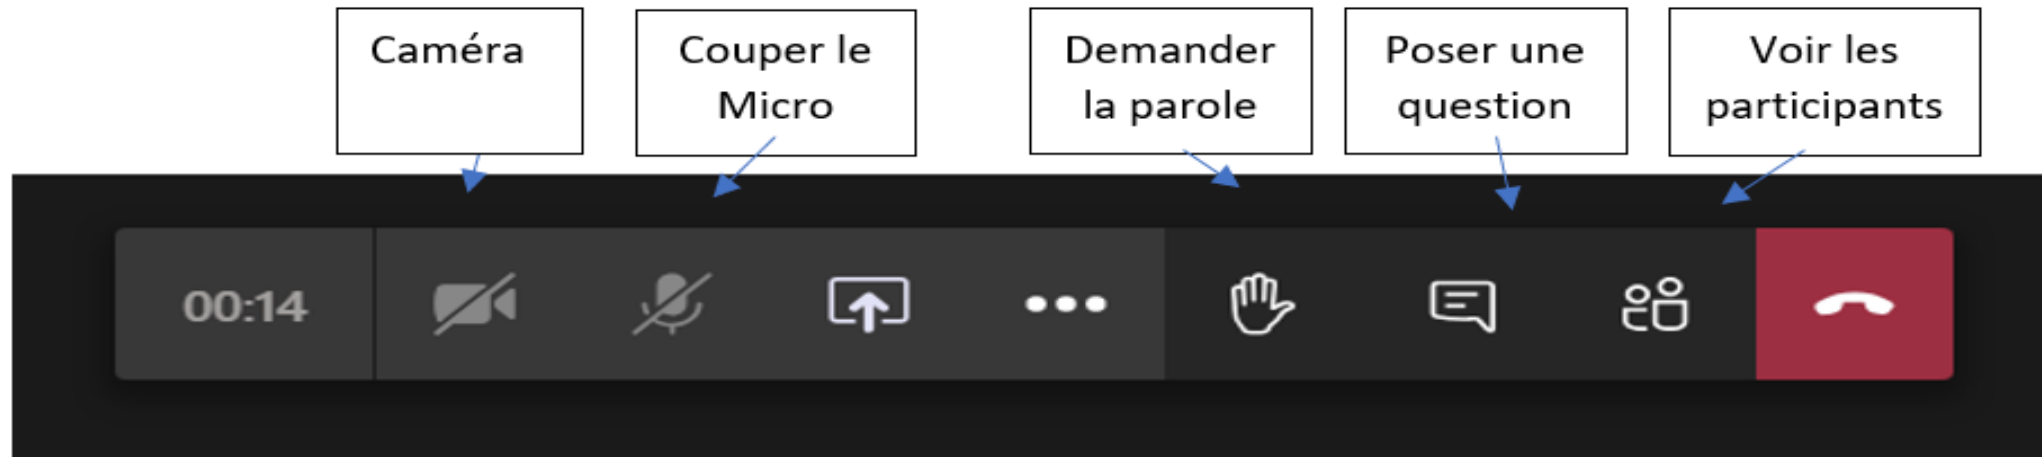 Caméra
Couper le
Micro
Demander
la parole
Poser une
question
Voir les
participants
00:14